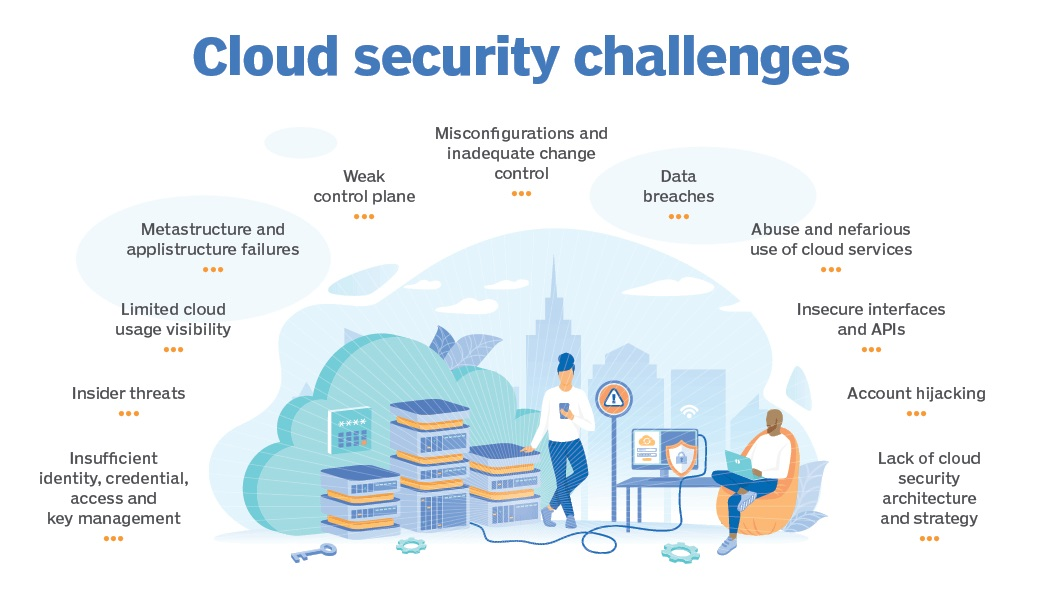 Cloud security challenges
Misconfigurations and
inadequate change
control
Weak
control plane
Data
breaches
Metastructure and
applistructure failures
Abuse and nefarious
use of cloud services
Limited cloud
usage visibility
Insecure interfaces
and APIs
Insider threats
Account hijacking
Insufficient
identity, credential,
access and
key management
Lack of cloud
security
architecture
and strategy
****